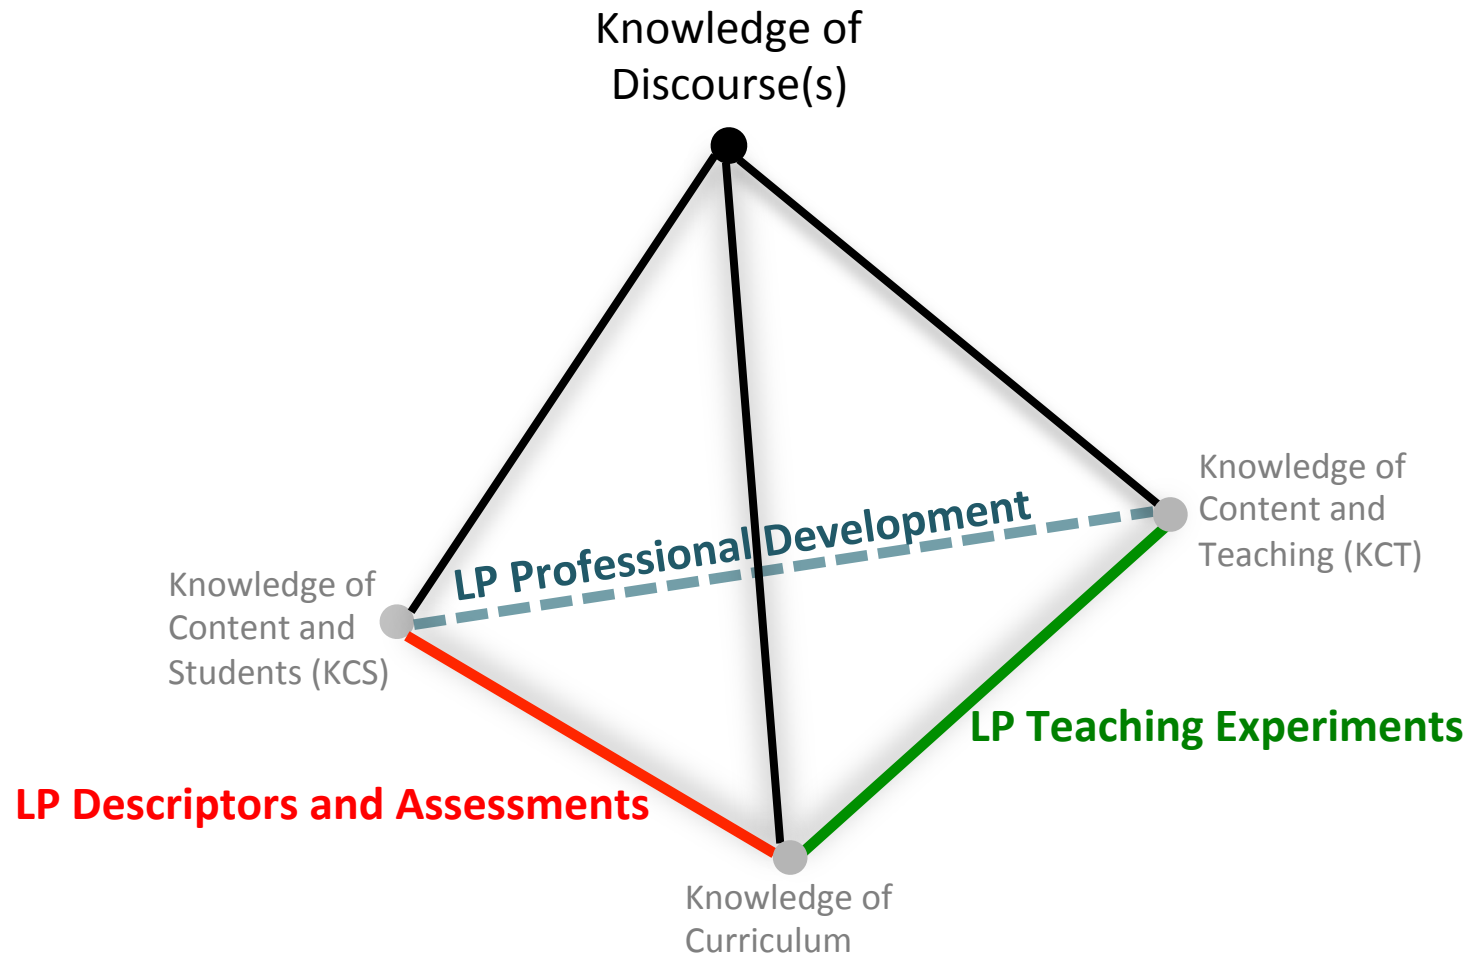 Knowledge of
Discourse(s)
Knowledge of
Content and
Teaching (KCT)
LP Professional Development
Knowledge of
Content and
Students (KCS)
LP Teaching Experiments
LP Descriptors and Assessments
Knowledge of
Curriculum